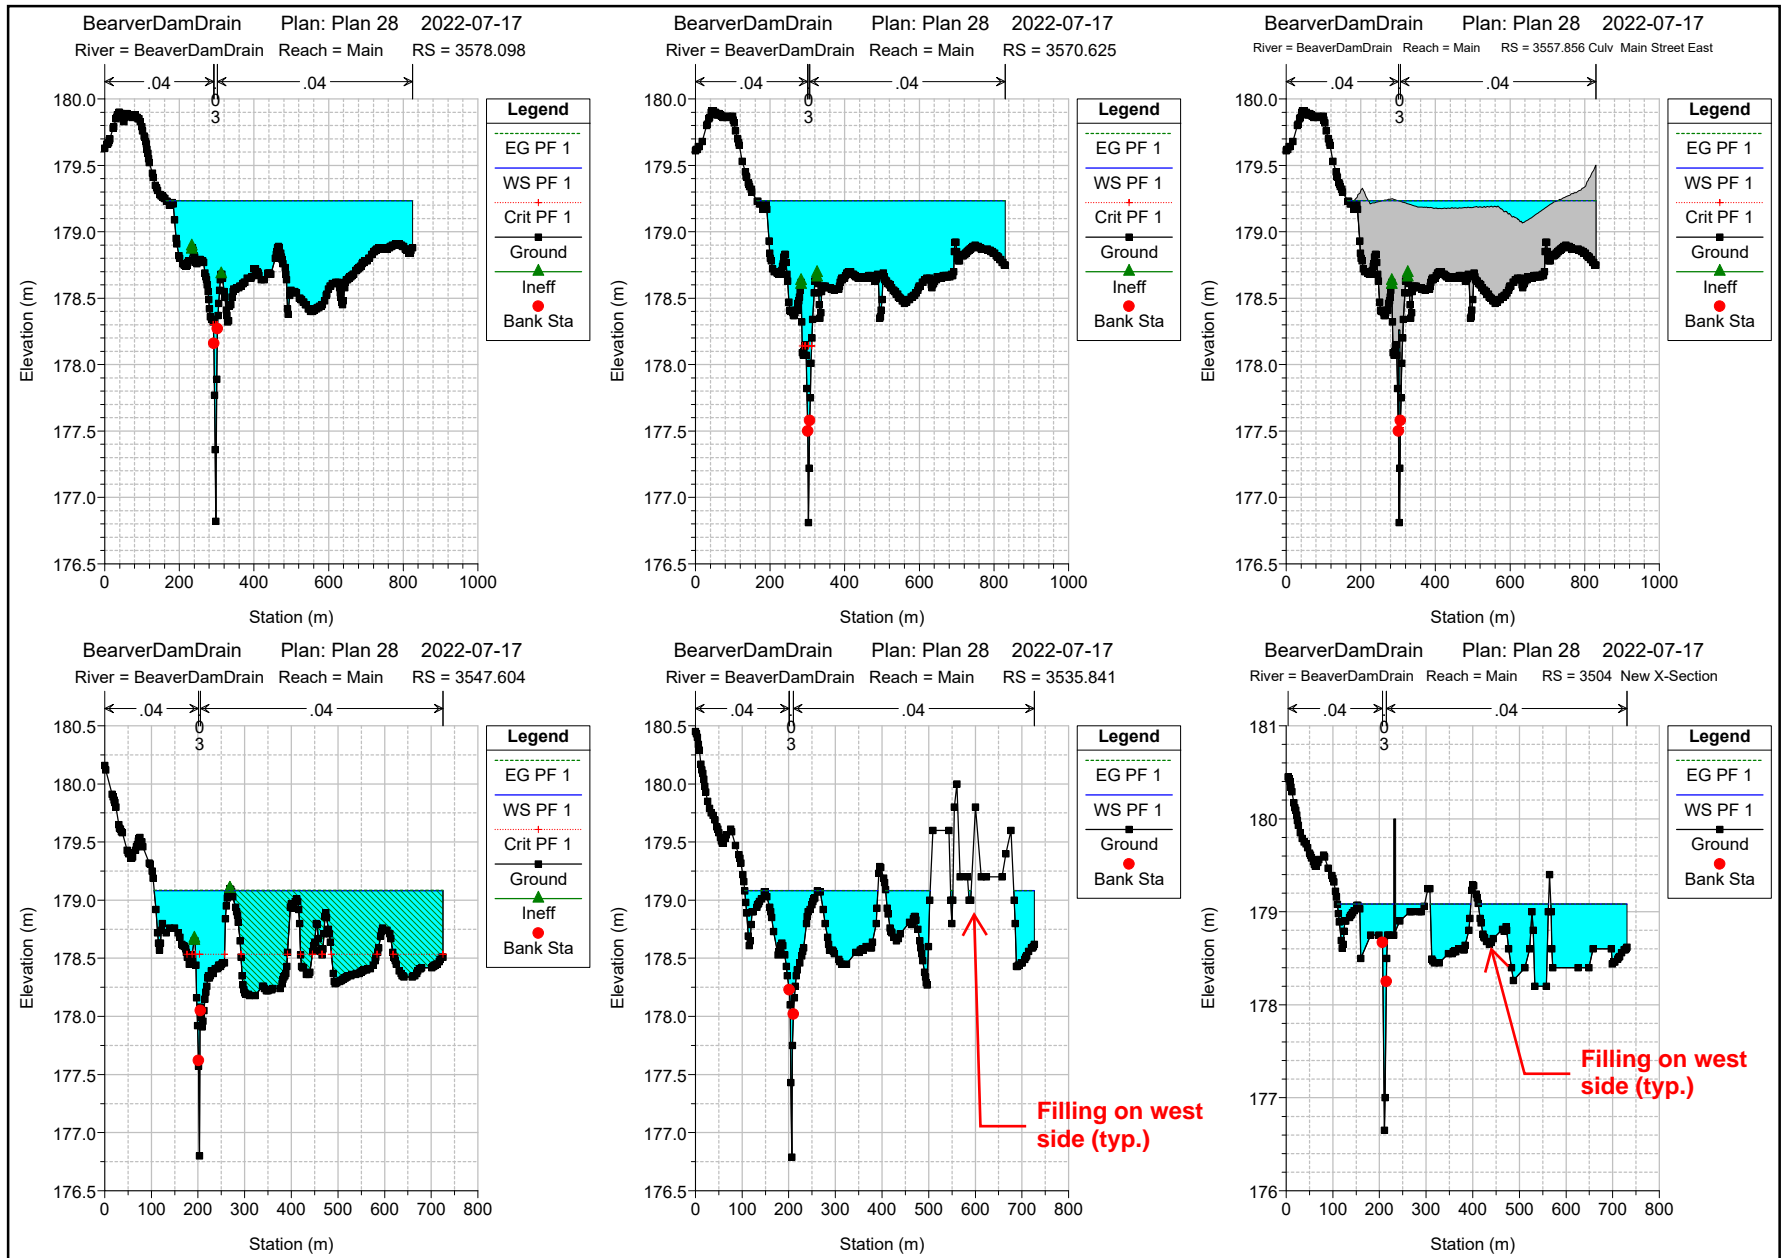 BearverDamDrain Plan: Plan 28 2022-07-17
River = BeaverDamDrain Reach = Main RS = 3578.098
.04 .04
0
3
180.0
179.5
179.0
178.5
178.0
177.5
177.0
176.5
Elevation (m)
0 200 400 600 800 1000
Station (m)
Legend
EG PF 1
WS PF 1
Crit PF 1
Ground
Ineff
Bank Sta
BearverDamDrain Plan: Plan 28 2022-07-17
River = BeaverDamDrain Reach = Main RS = 3570.625
.04 .04
0
3
180.0
179.5
179.0
178.5
178.0
177.5
177.0
176.5
Elevation (m)
0 200 400 600 800 1000
Station (m)
Legend
EG PF 1
WS PF 1
Crit PF 1
Ground
Ineff
Bank Sta
BearverDamDrain Plan: Plan 28 2022-07-17
River = BeaverDamDrain Reach = Main RS = 3557.856 Culv Main Street East
.04 .04
0
3
180.0
179.5
179.0
178.5
178.0
177.5
177.0
176.5
Elevation (m)
0 200 400 600 800 1000
Station (m)
Legend
EG PF 1
WS PF 1
Crit PF 1
Ground
Ineff
Bank Sta
BearverDamDrain Plan: Plan 28 2022-07-17
River = BeaverDamDrain Reach = Main RS = 3547.604
.04 .04
0
3
180.5
180.0
179.5
179.0
178.5
178.0
177.5
177.0
176.5
Elevation (m)
0 100 200 300 400 500 600 700 800
Station (m)
Legend
EG PF 1
WS PF 1
Crit PF 1
Ground
Ineff
Bank Sta
BearverDamDrain Plan: Plan 28 2022-07-17
River = BeaverDamDrain Reach = Main RS = 3535.841
.04 .04
0
3
180.5
180.0
179.5
179.0
178.5
178.0
177.5
177.0
176.5
Elevation (m)
0 100 200 300 400 500 600 700 800
Station (m)
Legend
EG PF 1
WS PF 1
Ground
Bank Sta
Filling on west
side (typ.)
BearverDamDrain Plan: Plan 28 2022-07-17
River = BeaverDamDrain Reach = Main RS = 3504 New X-Section
.04 .04
0
3
181
180
179
178
177
176
Elevation (m)
0 100 200 300 400 500 600 700 800
Station (m)
Legend
EG PF 1
WS PF 1
Ground
Bank Sta
Filling on west
side (typ.)